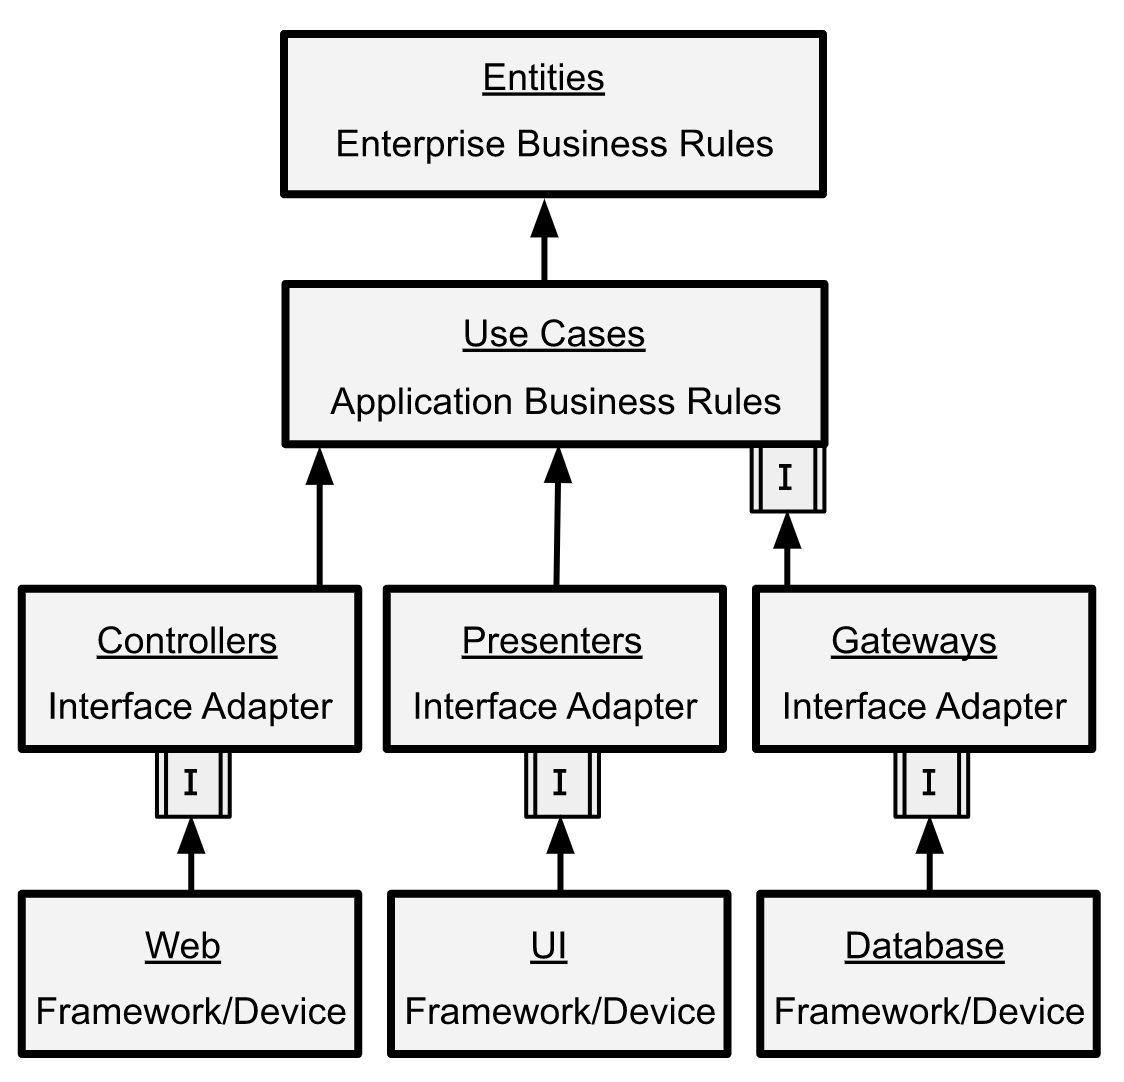 Entities
Enterprise Business Rules
Use Cases
Application Business Rules
I
Controllers
Interface Adapter
Presenters
Interface Adapter
Gateways
Interface Adapter
I
I
I
Web
Framework/Device
UI
Framework/Device
Database
Framework/Device